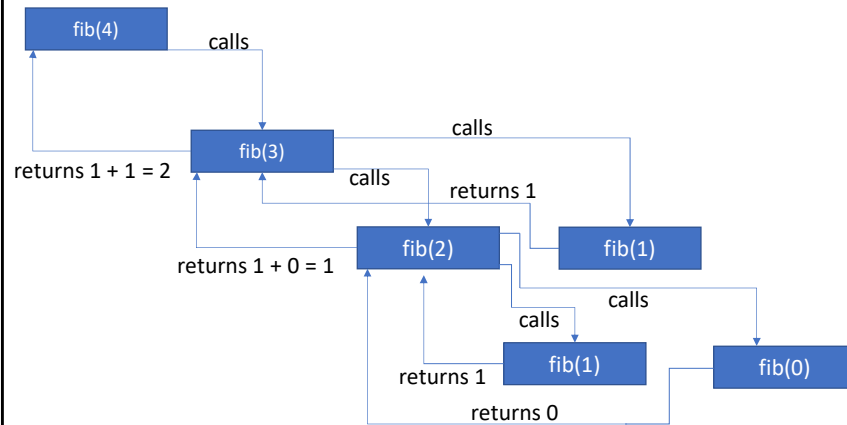 fib(4)
calls
calls
fib(3)
returns 1 + 1 = 2
calls
returns 1
fib(2)
fib(1)
returns 1 + 0 = 1
calls
calls
fib(1)
fib(0)
returns 1
returns 0